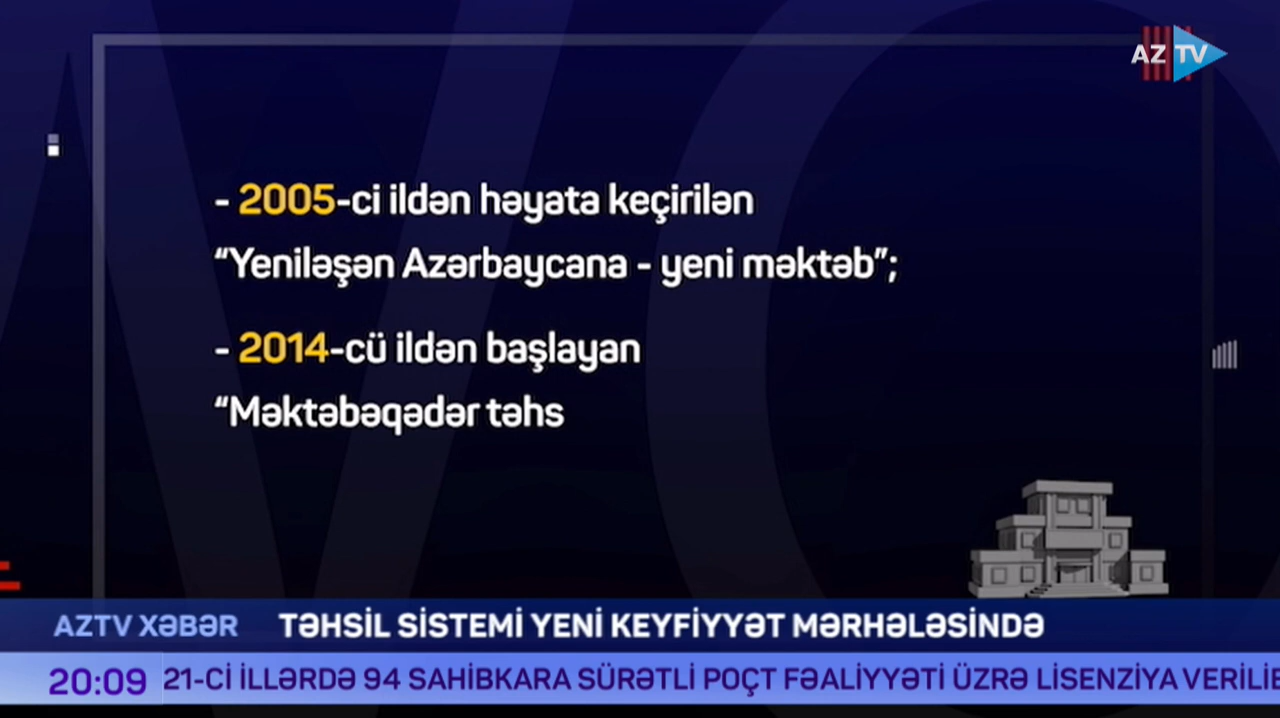 AZ TV
- 2005-ci ildən həyata keçirilən
“Yeniləşən Azərbaycana - yeni məktəb”;
- 2014-cü ildən başlayan
“Məktəbəqədər təhs
AZTV XƏBƏR TƏHSİL SİSTEMİ YENİ KEYFİYYƏT MƏRHƏLƏSİNDƏ
20:09 21-Cİ İLLƏRDƏ 94 SAHİBKARA SÜRƏTLİ POÇT FƏALİYYƏTİ ÜZRƏ LİSENZİYA VERİLİB